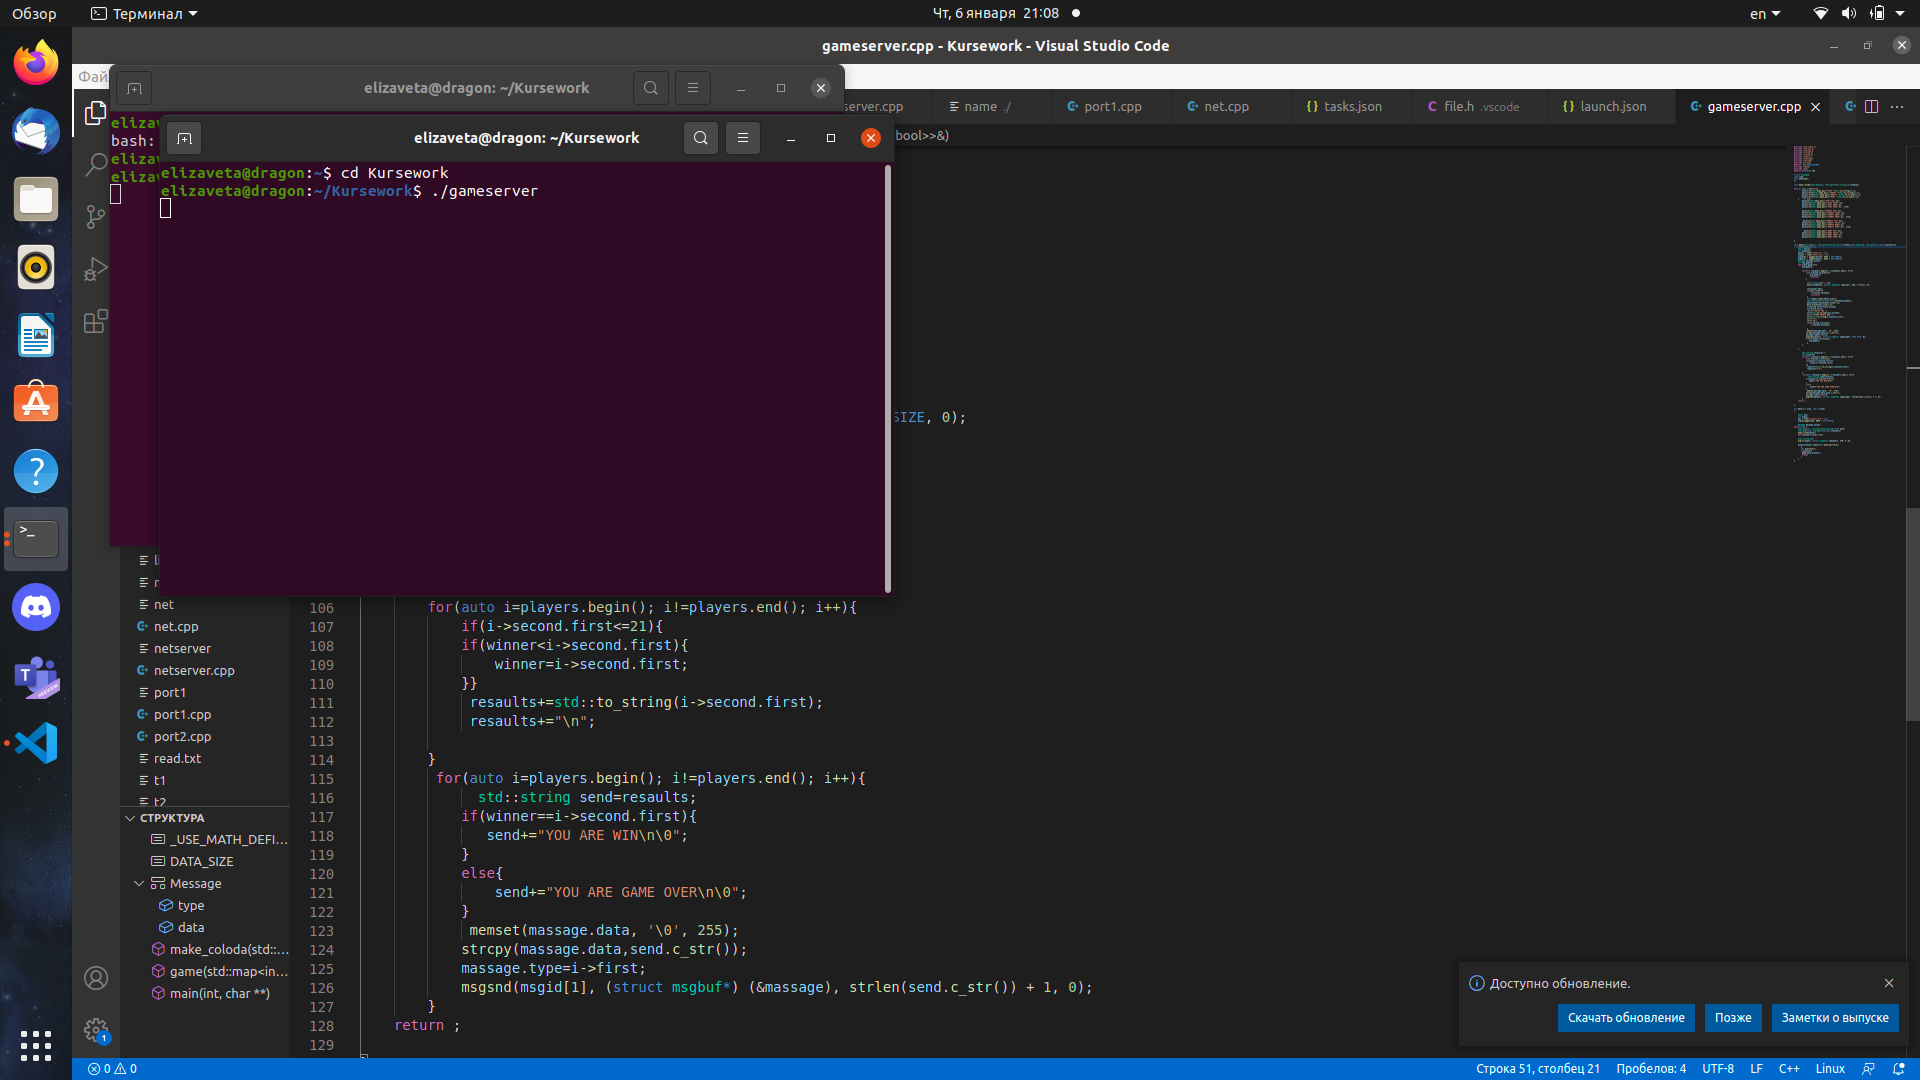 Обзор
Терминал
Чт, 6 января 21:08
en
gameserver.cpp - Kursework - Visual Studio Code
elizaveta@dragon: ~/Kursework
bash:
elizaveta@dragon: ~/Kursework
elizaveta@dragon:~$ cd Kursework
elizaveta@dragon:~/Kursework$ ./gameserver
name ./
port1.cpp
net.cpp
tasks.json
file.h .vscode
launch.json
gameserver.cpp
bool>>&)
SIZE, 0);
net
net.cpp
netserver
netserver.cpp
port1
port1.cpp
port2.cpp
read.txt
t1
t2
СТРУКТУРА
_USE_MATH_DEFI...
DATA_SIZE
Message
type
data
make_coloda(std::...
game(std::map<in...
main(int, char **)
106 for(auto i=players.begin(); i!=players.end(); i++){
107 if(i->second.first<=21){
108 if(winner<i->second.first){
109 winner=i->second.first;
110 }}
111 resaults+=std::to_string(i->second.first);
112 resaults+="\n";
113
114 }
115 for(auto i=players.begin(); i!=players.end(); i++){
116 std::string send=resaults;
117 if(winner==i->second.first){
118 send+="YOU ARE WIN\n\0";
119 }
120 else{
121 send+="YOU ARE GAME OVER\n\0";
122 }
123 memset(massage.data, '\0', 255);
124 strcpy(massage.data,send.c_str());
125 massage.type=i->first;
126 msgsnd(msgid[1], (struct msgbuf*) (&massage), strlen(send.c_str()) + 1, 0);
127 }
128 return ;
129
Доступно обновление.
Скачать обновление
Позже
Заметки о выпуске
1
0 0
Строка 51, столбец 21
Пробелов: 4
UTF-8
LF
C++
Linux